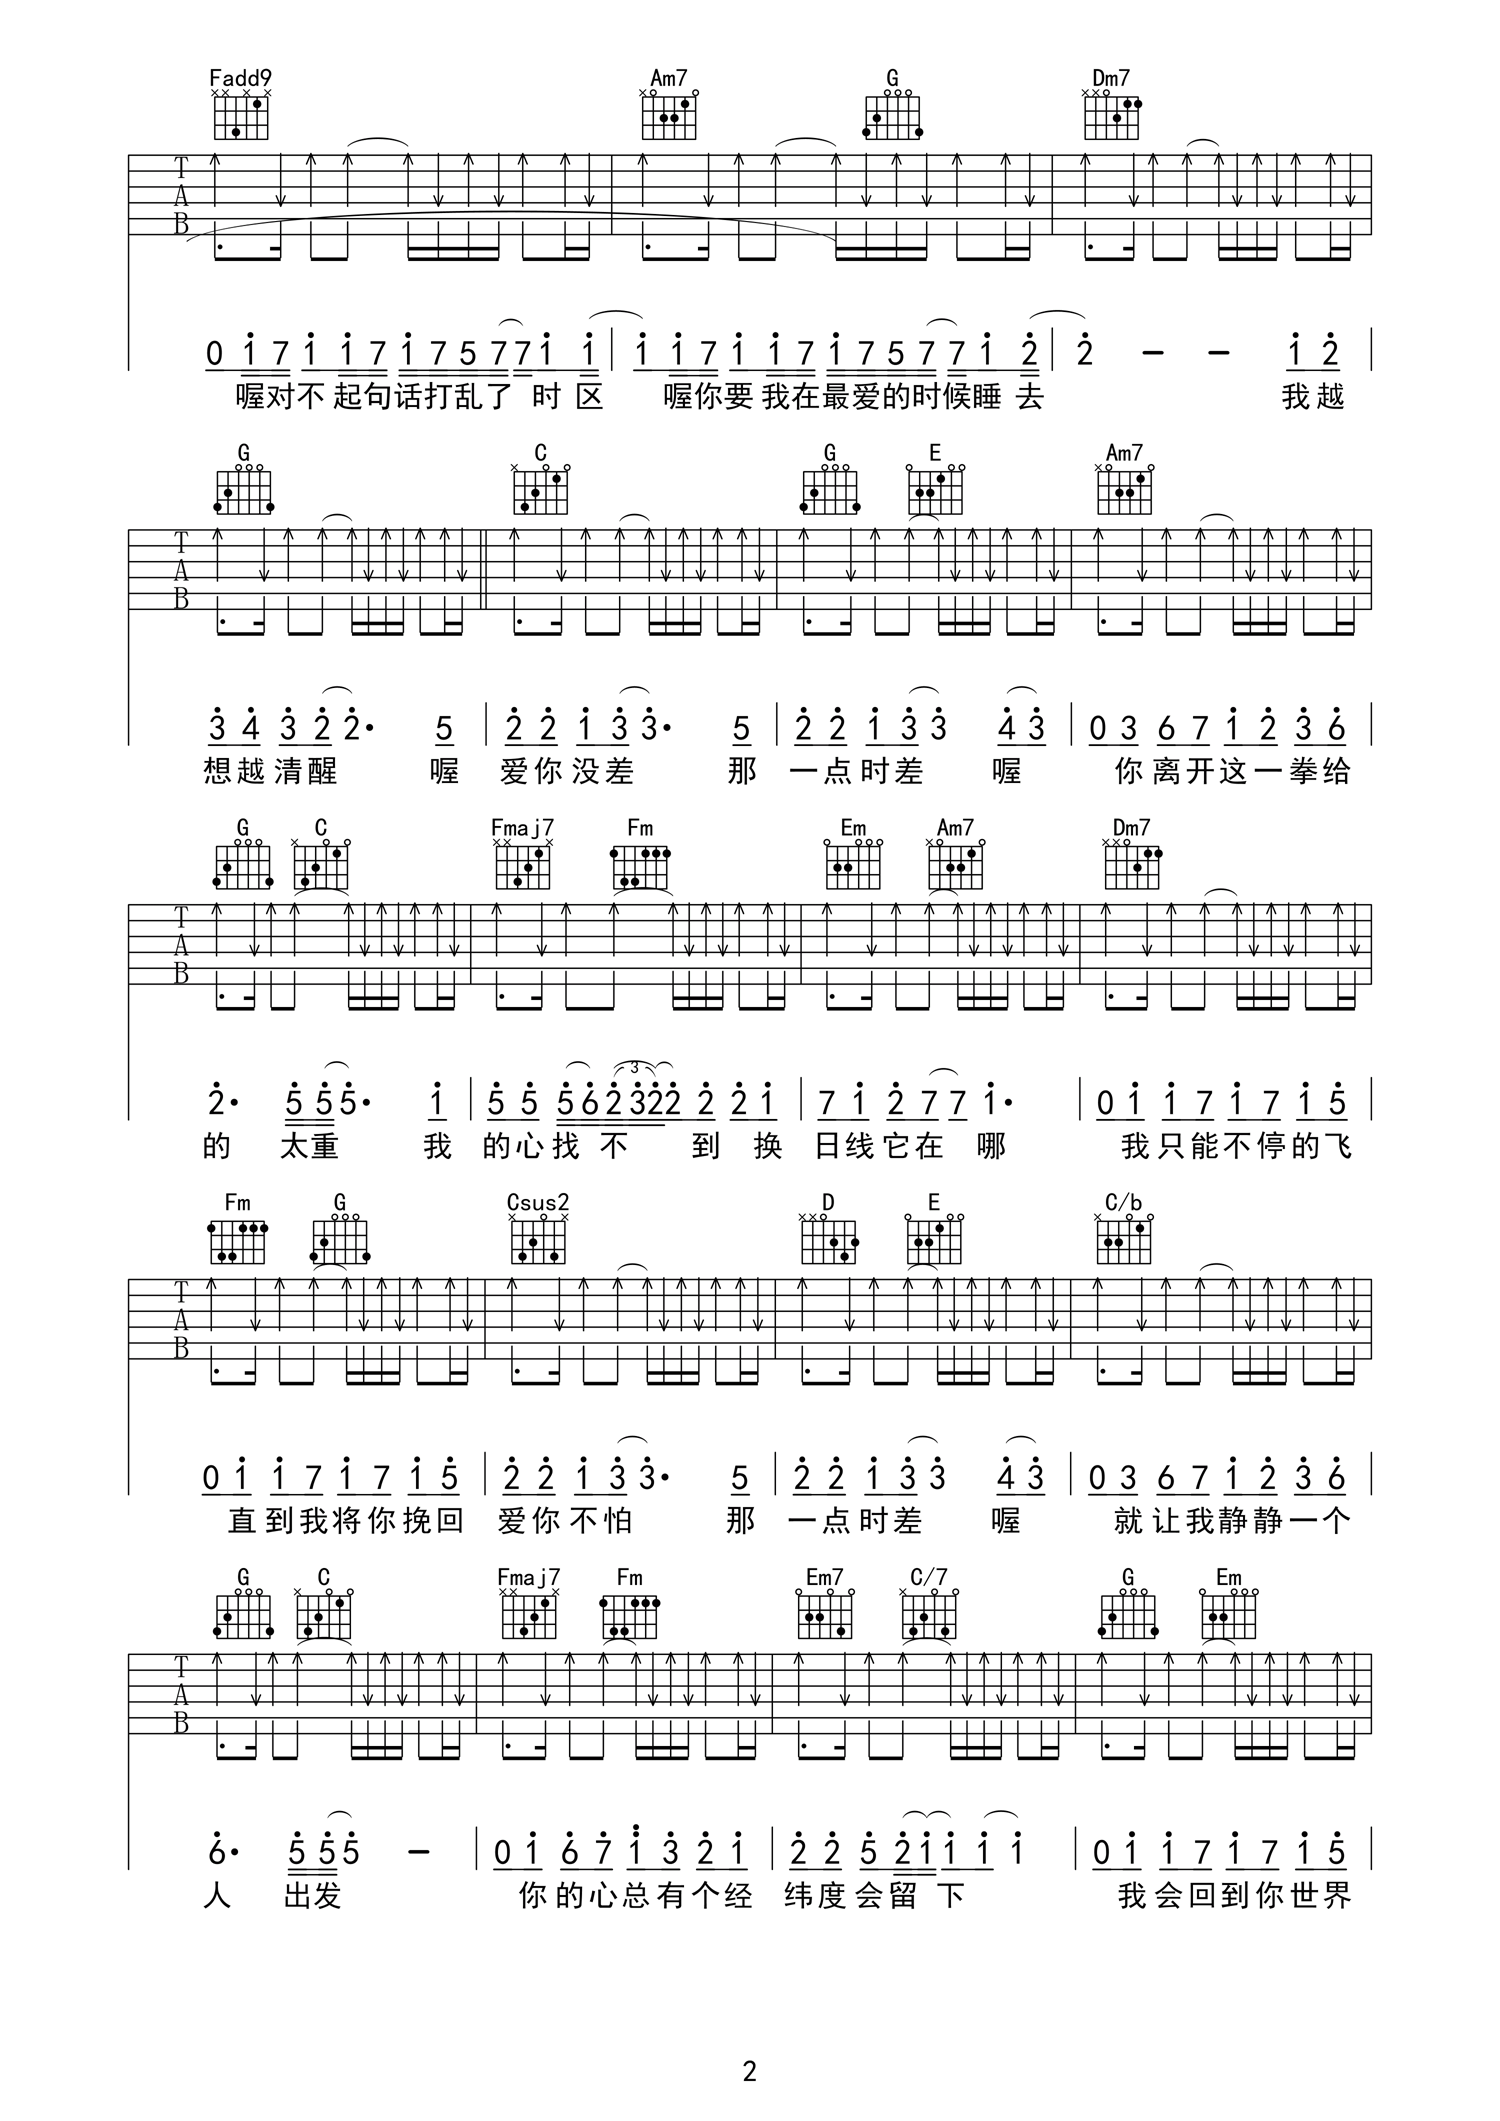 Fadd9 Am7 G Dm7
T
A
B
0 1 7 1 1 7 1 7 5 7 7 1 1 | 1 1 7 1 1 7 1 7 5 7 7 1 2 | 2 – – 1 2 |
喔对不起句话打乱了时区 喔你要我在最爱的时候睡去 我越
G C G E Am7
T
A
B
3 4 3 2 2· 5 | 2 2 1 3 3· 5 | 2 2 1 3 3 4 3 | 0 3 6 7 1 2 3 6 |
想越清醒 喔 爱你没差 那一点时差 喔 你离开这一拳给
G C Fmaj7 Fm Em Am7 Dm7
T
A
B
3
2· 5 5 5· 1 | 5 5 5 6 2 3 2 2 2 2 1 | 7 1 2 7 7 1· | 0 1 1 7 1 7 1 5 |
的 太重 我 的心找不 到 换 日线它在 哪 我只能不停的飞
Fm G Csus2 D E C/b
T
A
B
0 1 1 7 1 7 1 5 | 2 2 1 3 3· 5 | 2 2 1 3 3 4 3 | 0 3 6 7 1 2 3 6 |
直到我将你挽回 爱你不怕 那一点时差 喔 就让我静静一个
G C Fmaj7 Fm Em7 C/7 G Em
T
A
B
6· 5 5 5 – | 0 1 6 7 1 3 2 1 | 2 2 5 2 1 1 1 1 | 0 1 1 7 1 7 1 5 |
人 出发 你的心总有个经 纬度会留 下 我会回到你世界
2